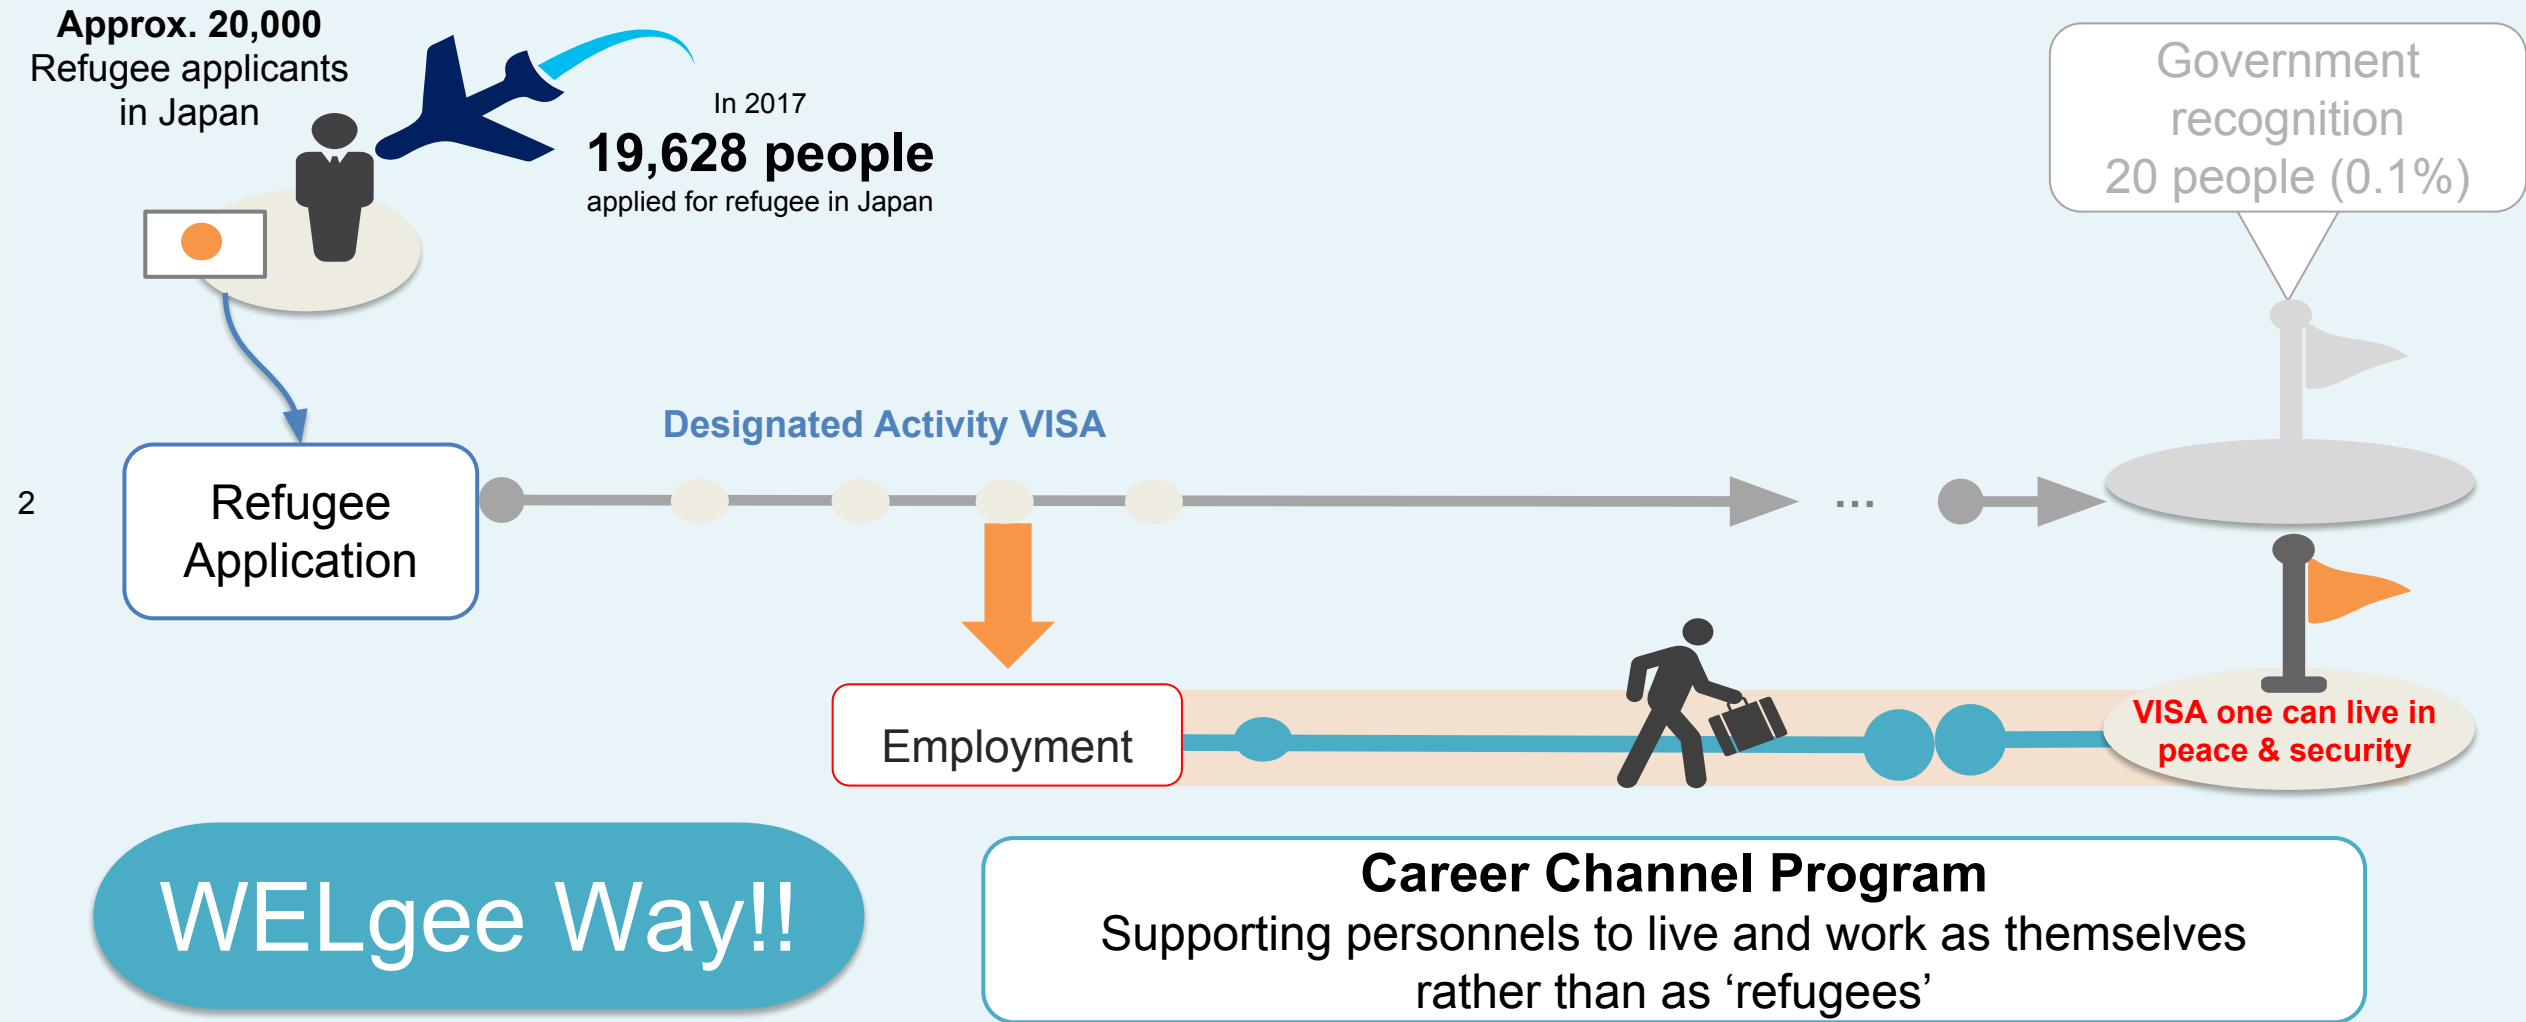 Approx. 20,000
Refugee applicants
in Japan
In 2017
19,628 people
applied for refugee in Japan
Government
recognition
20 people (0.1%)
Designated Activity VISA
2
Refugee
Application
...
Employment
VISA one can live in
peace & security
WELgee Way!!
Career Channel Program
Supporting personnels to live and work as themselves
rather than as ‘refugees’